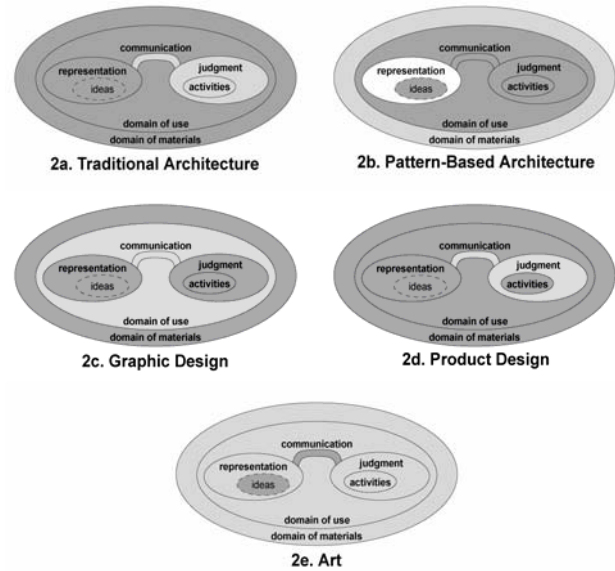 communication
representation
judgment
ideas
activities
domain of use
domain of materials
2a. Traditional Architecture
communication
representation
judgment
ideas
activities
domain of use
domain of materials
2b. Pattern-Based Architecture
communication
representation
judgment
ideas
activities
domain of use
domain of materials
2c. Graphic Design
communication
representation
judgment
ideas
activities
domain of use
domain of materials
2d. Product Design
communication
representation
judgment
ideas
activities
domain of use
domain of materials
2e. Art